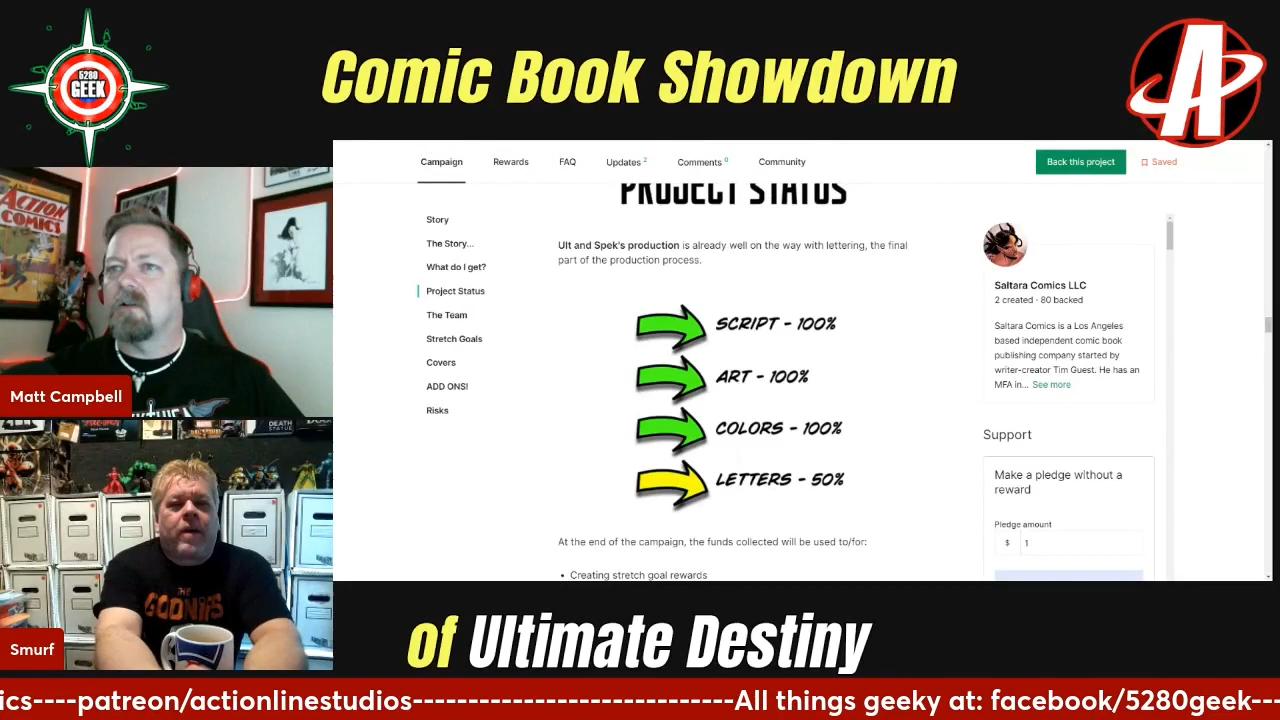 5280
GEEK
Comic Book Showdown
A
Campaign
Rewards
FAQ
Updates 2
Comments 0
Community
Back this project
Saved
PROJECT STATUS
Story
The Story...
What do I get?
Project Status
The Team
Stretch Goals
Covers
ADD ONS!
Risks
Ult and Spek's production is already well on the way with lettering, the final
part of the production process.
SCRIPT - 100%
ART - 100%
COLORS - 100%
LETTERS - 50%
At the end of the campaign, the funds collected will be used to/for:
• Creating stretch goal rewards
Saltara Comics LLC
2 created · 80 backed
Saltara Comics is a Los Angeles
based independent comic book
publishing company started by
writer-creator Tim Guest. He has an
MFA in... See more
Support
Make a pledge without a
reward
Pledge amount
$ 1
ACTION
COMICS
Matt Campbell
DEATH
STATUE
THE
GOONIES
Smurf
of Ultimate Destiny
ics----patreon/actionlinestudios---------------------------All things geeky at: facebook/5280geek---